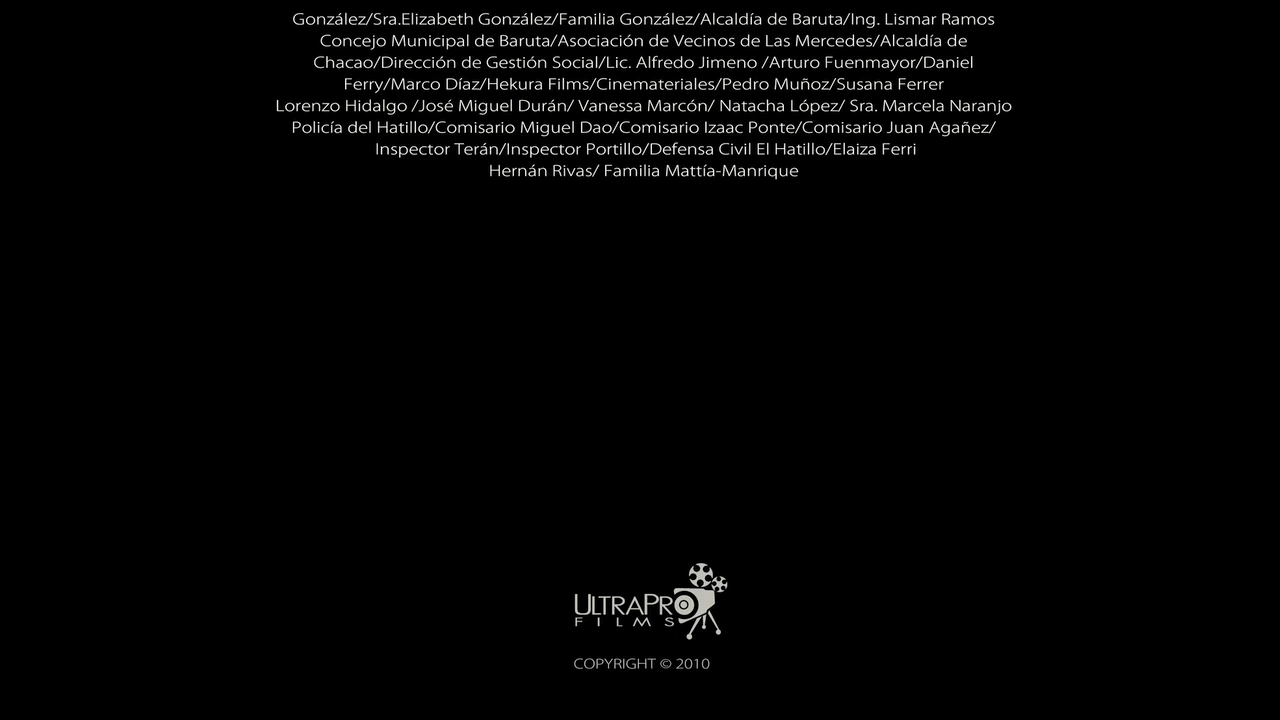 González/Sra.Elizabeth González/Familia González/Alcaldía de Baruta/Ing. Lismar Ramos
Concejo Municipal de Baruta/Asociación de Vecinos de Las Mercedes/Alcaldía de
Chacao/Dirección de Gestión Social/Lic. Alfredo Jimeno /Arturo Fuenmayor/Daniel
Ferry/Marco Díaz/Hekura Films/Cinemateriales/Pedro Muñoz/Susana Ferrer
Lorenzo Hidalgo /José Miguel Durán/ Vanessa Marcón/ Natacha López/ Sra. Marcela Naranjo
Policía del Hatillo/Comisario Miguel Dao/Comisario Izaac Ponte/Comisario Juan Agañez/
Inspector Terán/Inspector Portillo/Defensa Civil El Hatillo/Elaiza Ferri
Hernán Rivas/ Familia Mattía-Manrique
ULTRAPRO
FILMS
COPYRIGHT © 2010